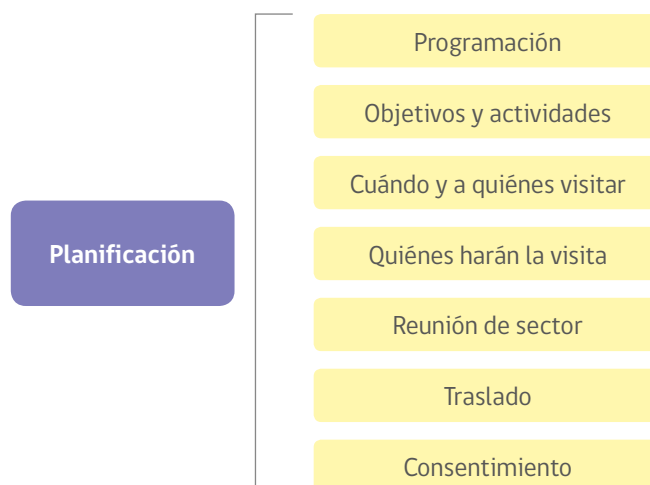 Planificación
Programación
Objetivos y actividades
Cuándo y a quiénes visitar
Quiénes harán la visita
Reunión de sector
Traslado
Consentimiento